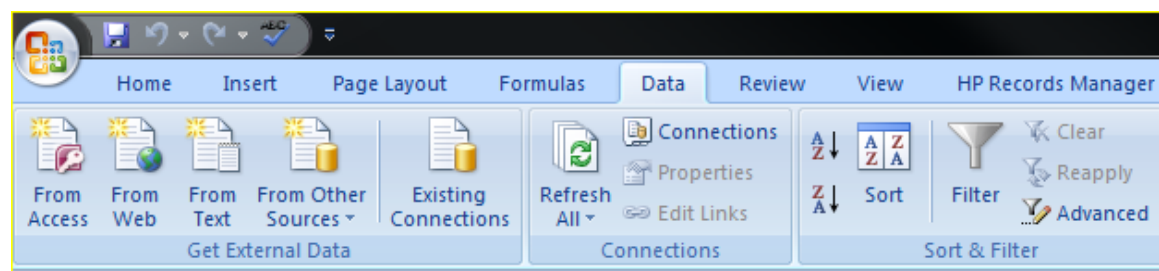 ABC
Home Insert Page Layout Formulas Data Review View HP Records Manager
From Access
From Web
From Text
From Other Sources
Existing Connections
Get External Data
Refresh All
Connections
Properties
Edit Links
Connections
A Z
Z A
A Z
Z A
Sort
Filter
Clear
Reapply
Advanced
Sort & Filter